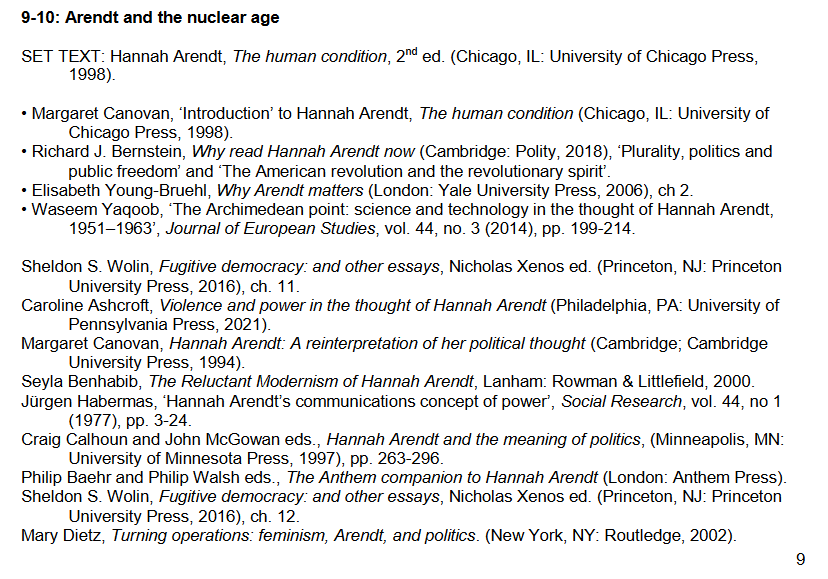 9-10: Arendt and the nuclear age
SET TEXT: Hannah Arendt, The human condition, 2nd ed. (Chicago, IL: University of Chicago Press,
1998).
• Margaret Canovan, ‘Introduction’ to Hannah Arendt, The human condition (Chicago, IL: University of
Chicago Press, 1998).
• Richard J. Bernstein, Why read Hannah Arendt now (Cambridge: Polity, 2018), ‘Plurality, politics and
public freedom’ and ‘The American revolution and the revolutionary spirit’.
• Elisabeth Young-Bruehl, Why Arendt matters (London: Yale University Press, 2006), ch 2.
• Waseem Yaqoob, ‘The Archimedean point: science and technology in the thought of Hannah Arendt,
1951–1963’, Journal of European Studies, vol. 44, no. 3 (2014), pp. 199-214.
Sheldon S. Wolin, Fugitive democracy: and other essays, Nicholas Xenos ed. (Princeton, NJ: Princeton
University Press, 2016), ch. 11.
Caroline Ashcroft, Violence and power in the thought of Hannah Arendt (Philadelphia, PA: University of
Pennsylvania Press, 2021).
Margaret Canovan, Hannah Arendt: A reinterpretation of her political thought (Cambridge; Cambridge
University Press, 1994).
Seyla Benhabib, The Reluctant Modernism of Hannah Arendt, Lanham: Rowman & Littlefield, 2000.
Jürgen Habermas, ‘Hannah Arendt’s communications concept of power’, Social Research, vol. 44, no 1
(1977), pp. 3-24.
Craig Calhoun and John McGowan eds., Hannah Arendt and the meaning of politics, (Minneapolis, MN:
University of Minnesota Press, 1997), pp. 263-296.
Philip Baehr and Philip Walsh eds., The Anthem companion to Hannah Arendt (London: Anthem Press).
Sheldon S. Wolin, Fugitive democracy: and other essays, Nicholas Xenos ed. (Princeton, NJ: Princeton
University Press, 2016), ch. 12.
Mary Dietz, Turning operations: feminism, Arendt, and politics. (New York, NY: Routledge, 2002).
9